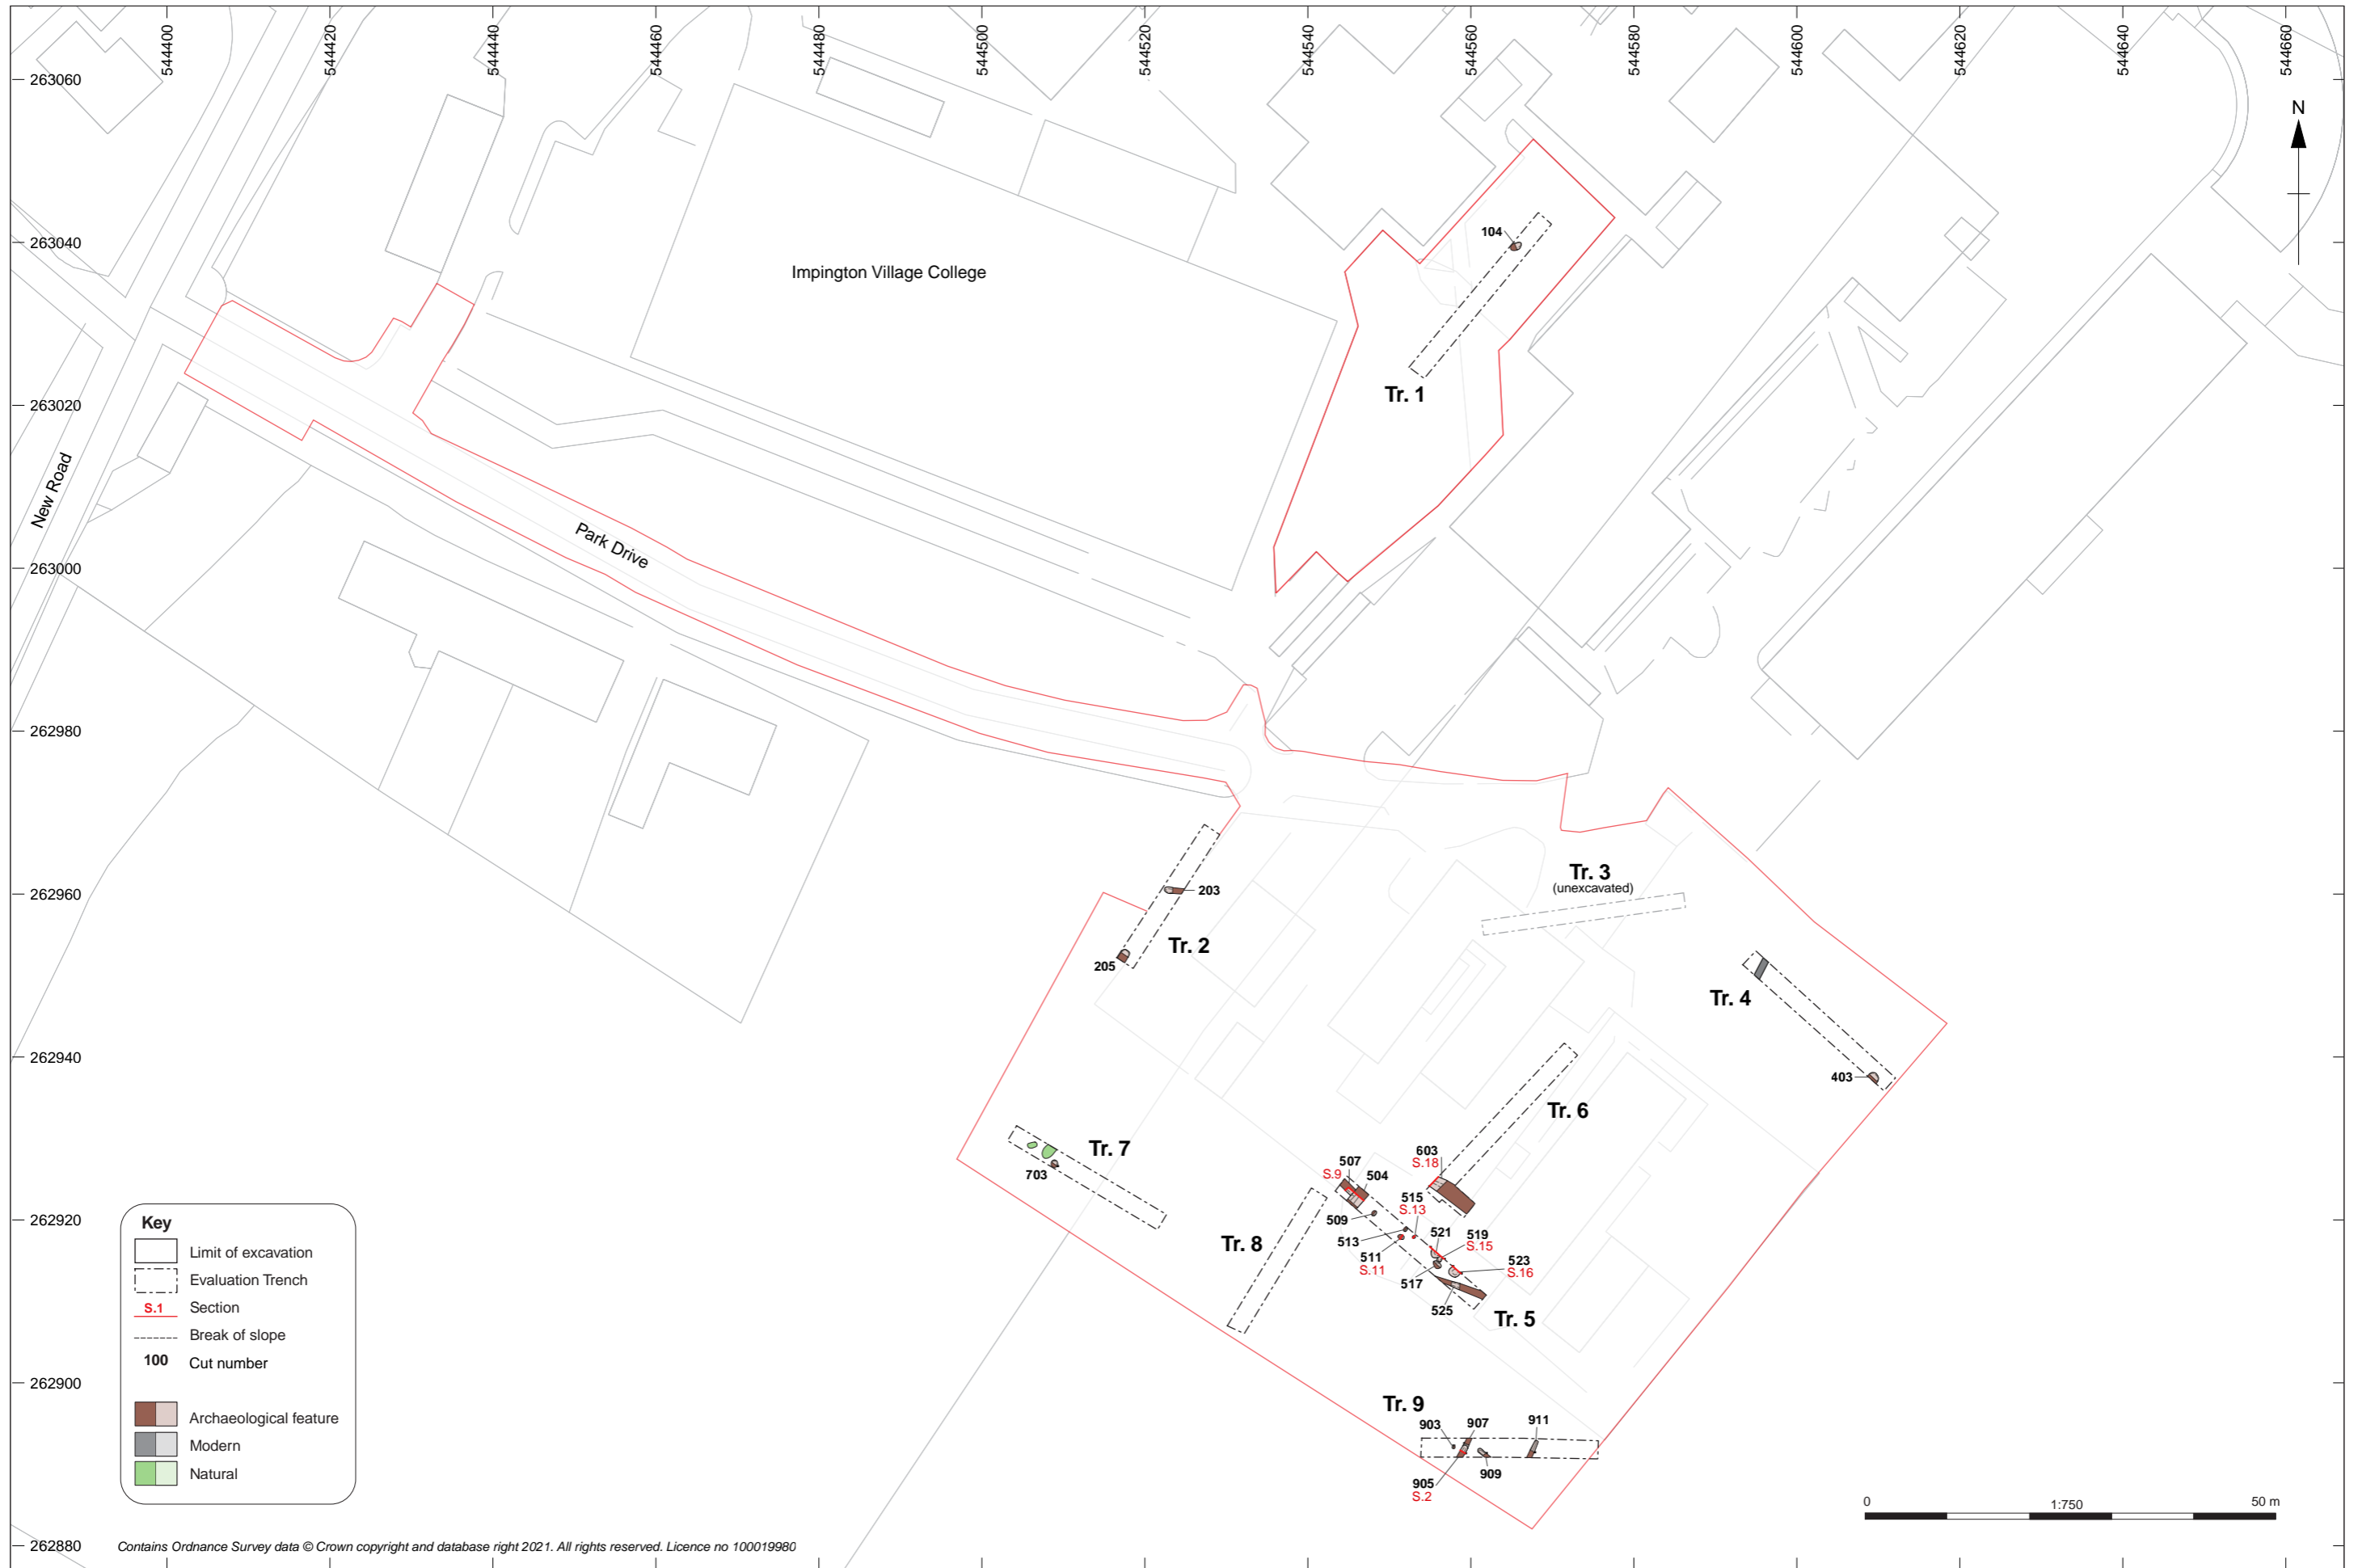 544400
544420
544440
544460
544480
544500
544520
544540
544560
544580
544600
544620
544640
544660
263060
263040
263020
263000
262980
262960
262940
262920
262900
262880
N
Impington Village College
New Road
Park Drive
104
Tr. 1
203
Tr. 2
205
Tr. 3
(unexcavated)
Tr. 4
403
Tr. 6
603
S.18
Tr. 7
703
507
S.9
504
515
S.13
509
513
521
519
S.15
511
S.11
523
S.16
517
525
Tr. 5
Tr. 8
Tr. 9
903
907
911
909
905
S.2
Key
Limit of excavation
Evaluation Trench
S.1 Section
Break of slope
100 Cut number
Archaeological feature
Modern
Natural
0 1:750 50 m
Contains Ordnance Survey data © Crown copyright and database right 2021. All rights reserved. Licence no 100019980